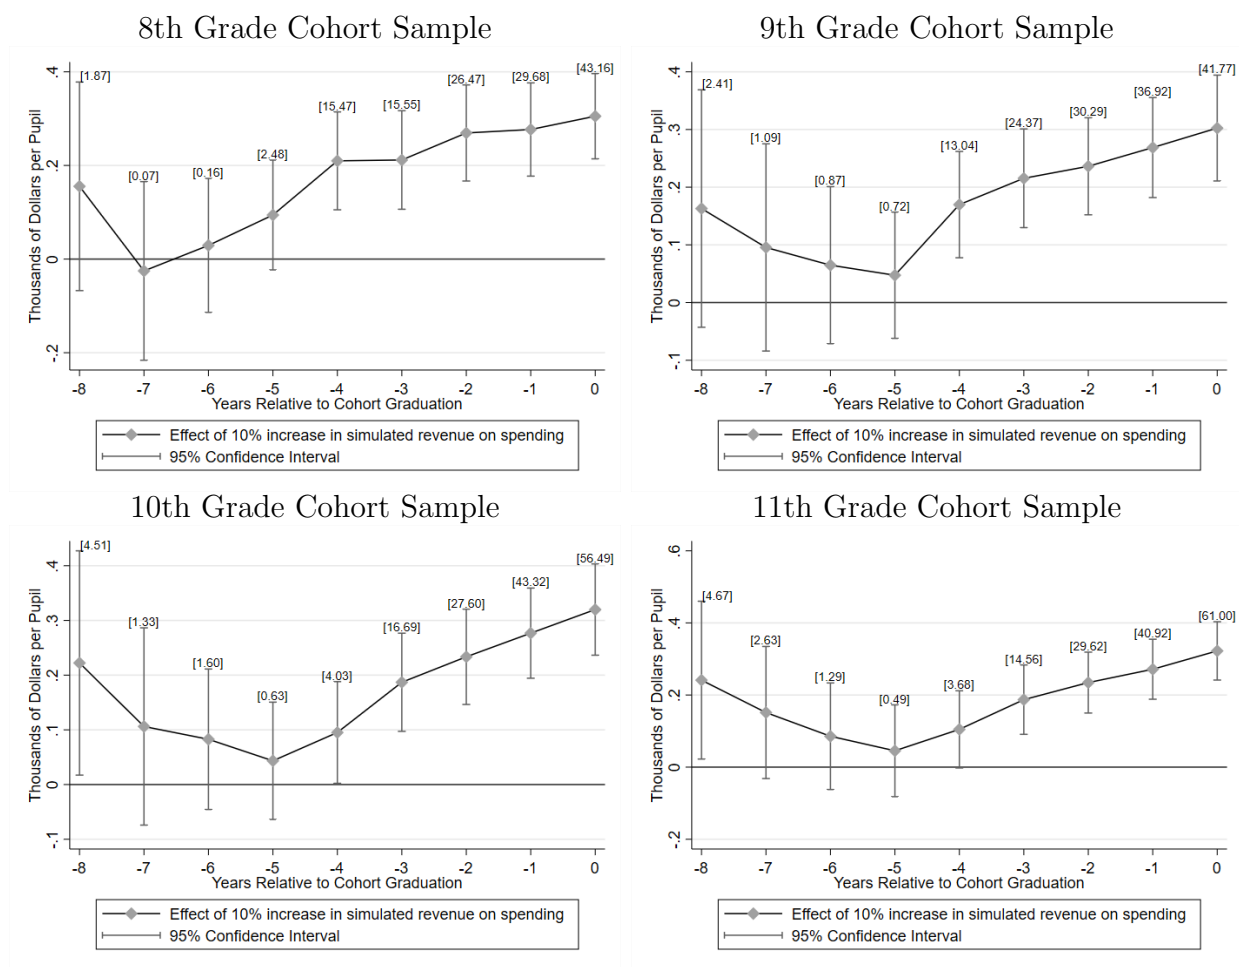 8th Grade Cohort Sample
Thousands of Dollars per Pupil
.4
.2
0
-.2
[1.87]
[0.07]
[0.16]
[2.48]
[15.47]
[15.55]
[26.47]
[29.68]
[43.16]
-8 -7 -6 -5 -4 -3 -2 -1 0
Years Relative to Cohort Graduation
Effect of 10% increase in simulated revenue on spending
95% Confidence Interval
9th Grade Cohort Sample
Thousands of Dollars per Pupil
.4
.3
.2
.1
0
-.1
[2.41]
[1.09]
[0.87]
[0.72]
[13.04]
[24.37]
[30.29]
[36.92]
[41.77]
-8 -7 -6 -5 -4 -3 -2 -1 0
Years Relative to Cohort Graduation
Effect of 10% increase in simulated revenue on spending
95% Confidence Interval
10th Grade Cohort Sample
Thousands of Dollars per Pupil
.4
.3
.2
.1
0
-.1
[4.51]
[1.33]
[1.60]
[0.63]
[4.03]
[16.69]
[27.60]
[43.32]
[56.49]
-8 -7 -6 -5 -4 -3 -2 -1 0
Years Relative to Cohort Graduation
Effect of 10% increase in simulated revenue on spending
95% Confidence Interval
11th Grade Cohort Sample
Thousands of Dollars per Pupil
.6
.4
.2
0
-.2
[4.67]
[2.63]
[1.29]
[0.49]
[3.68]
[14.56]
[29.62]
[40.92]
[61.00]
-8 -7 -6 -5 -4 -3 -2 -1 0
Years Relative to Cohort Graduation
Effect of 10% increase in simulated revenue on spending
95% Confidence Interval